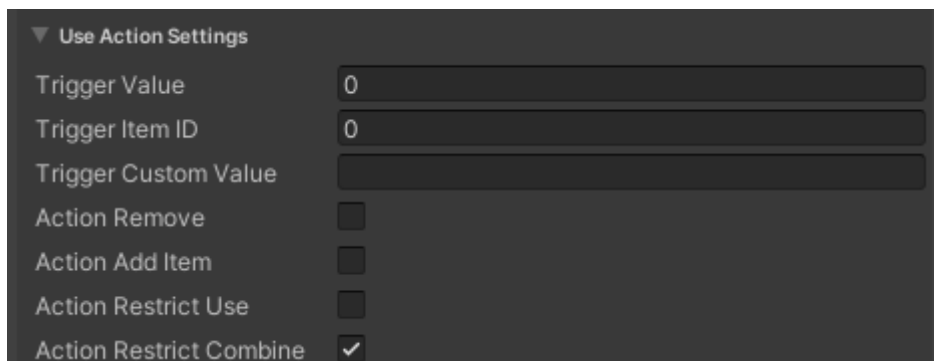 Use Action Settings
Trigger Value 0
Trigger Item ID 0
Trigger Custom Value
Action Remove
Action Add Item
Action Restrict Use
Action Restrict Combine